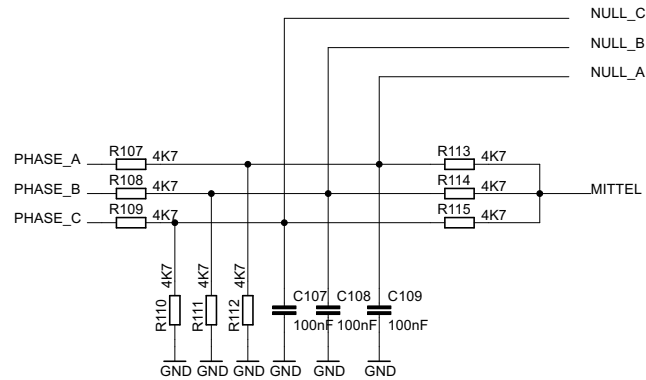 NULL_C
NULL_B
NULL_A
PHASE_A
R107
4K7
R113
4K7
PHASE_B
R108
4K7
R114
4K7
MITTEL
PHASE_C
R109
4K7
R115
4K7
4K7
4K7
4K7
R110
R111
R112
C107
C108
C109
100nF
100nF
100nF
GND
GND
GND
GND
GND
GND